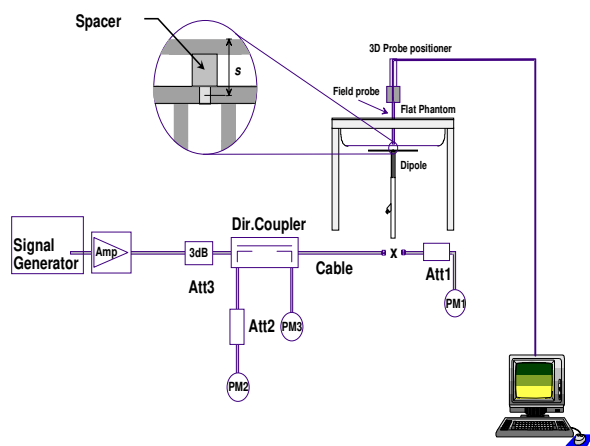 Spacer
s
3D Probe positioner
Field probe
Flat Phantom
Dipole
Dir.Coupler
Signal
Generator
Amp
3dB
Cable
X
Att3
Att1
Att2
PM3
PM1
PM2